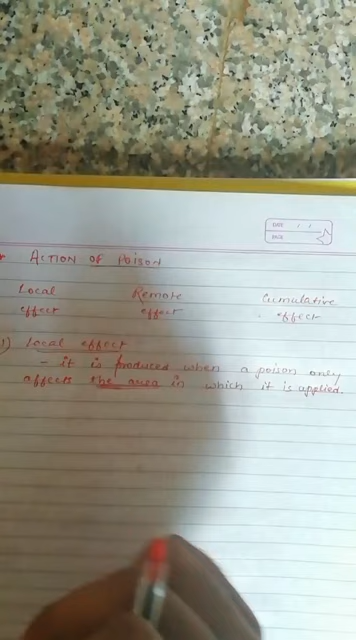 DATE / /
PAGE
ACTION OF POISON
Local Remote Cumulative
effect effect effect
1) Local effect
- it is produced when a poison only
affects the area in which it is applied.